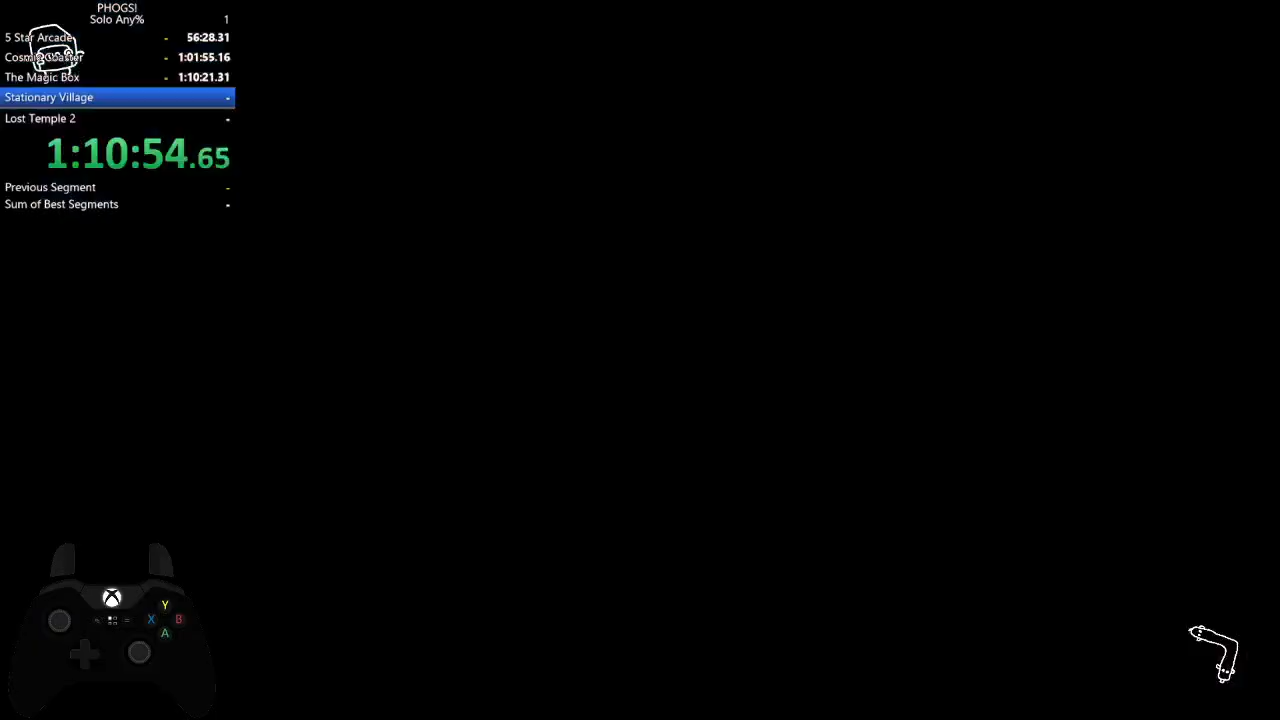 PHOGS!
Solo Any% 1
5 Star Arcade - 56:28.31
Cosmic Coaster - 1:01:55.16
The Magic Box - 1:10:21.31
Stationary Village -
Lost Temple 2 -
1:10:54.65
Previous Segment -
Sum of Best Segments -
Y
X B
A